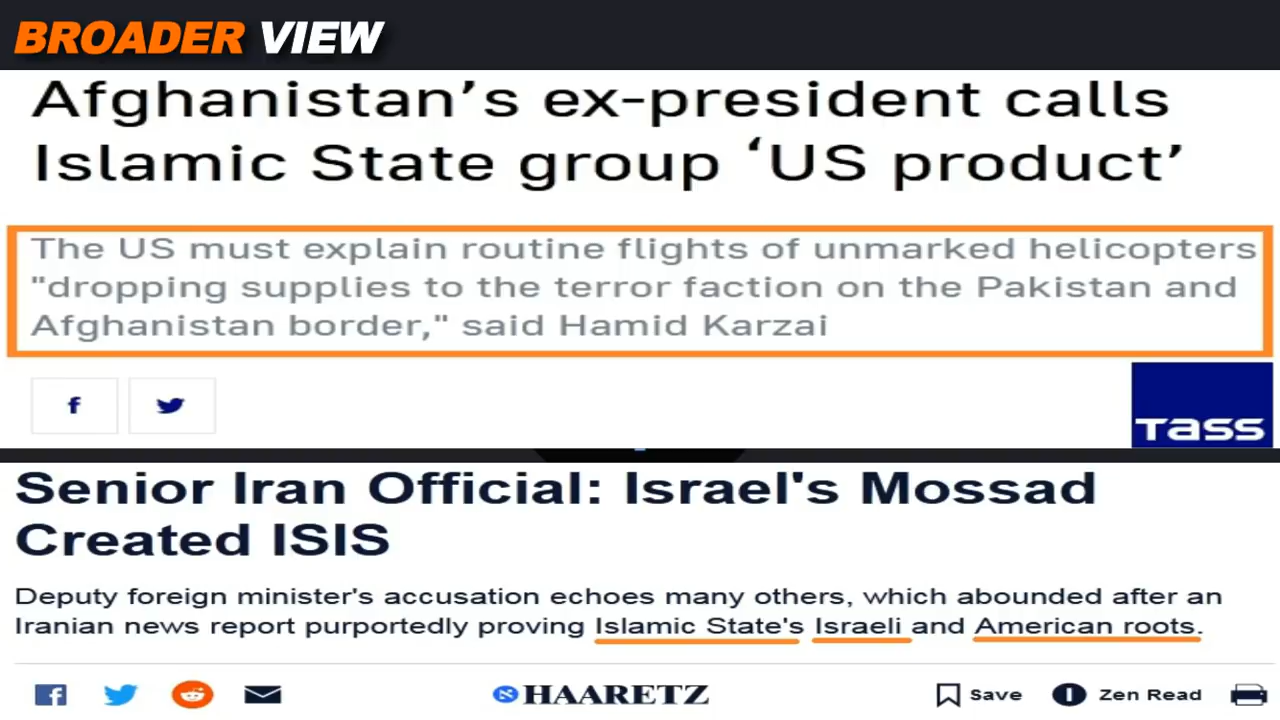 BROADER VIEW
Afghanistan's ex-president calls
Islamic State group ‘US product’
The US must explain routine flights of unmarked helicopters
"dropping supplies to the terror faction on the Pakistan and
Afghanistan border," said Hamid Karzai
TASS
Senior Iran Official: Israel's Mossad
Created ISIS
Deputy foreign minister's accusation echoes many others, which abounded after an
Iranian news report purportedly proving Islamic State's Israeli and American roots.
HAARETZ Save Zen Read